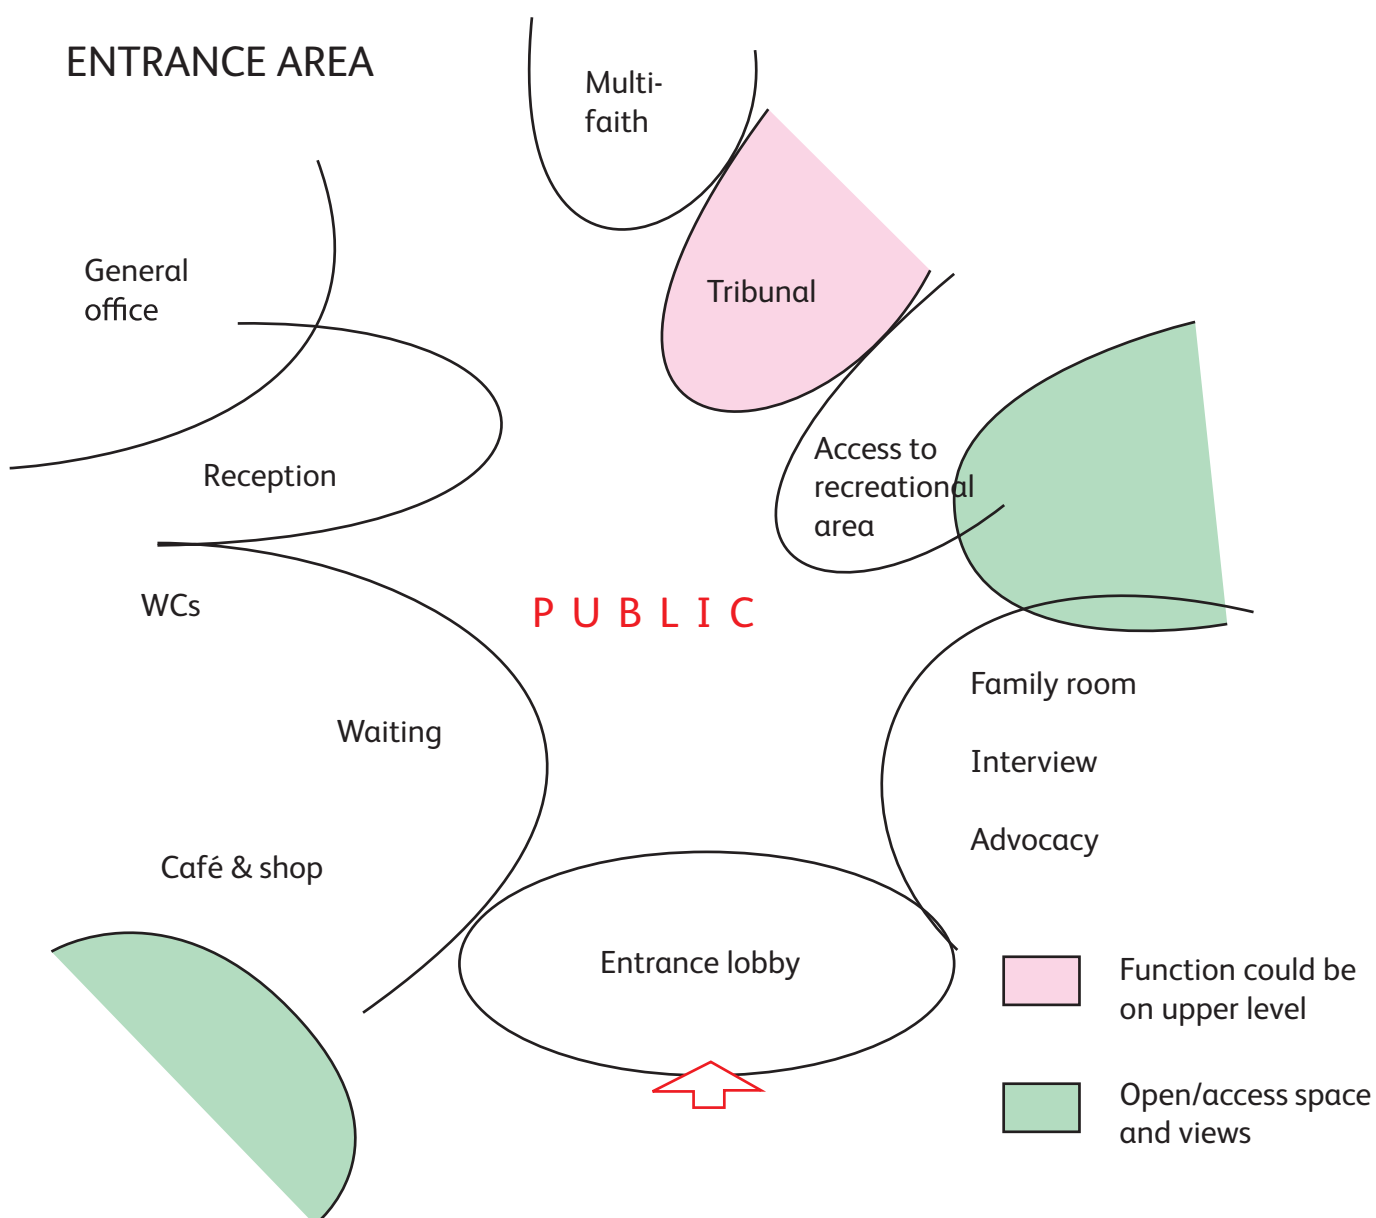 ENTRANCE AREA
Multi-
faith
General
office
Tribunal
Reception
Access to
recreational
area
WCs
PUBLIC
Family room
Waiting
Interview
Advocacy
Café & shop
Entrance lobby
Function could be
on upper level
Open/access space
and views